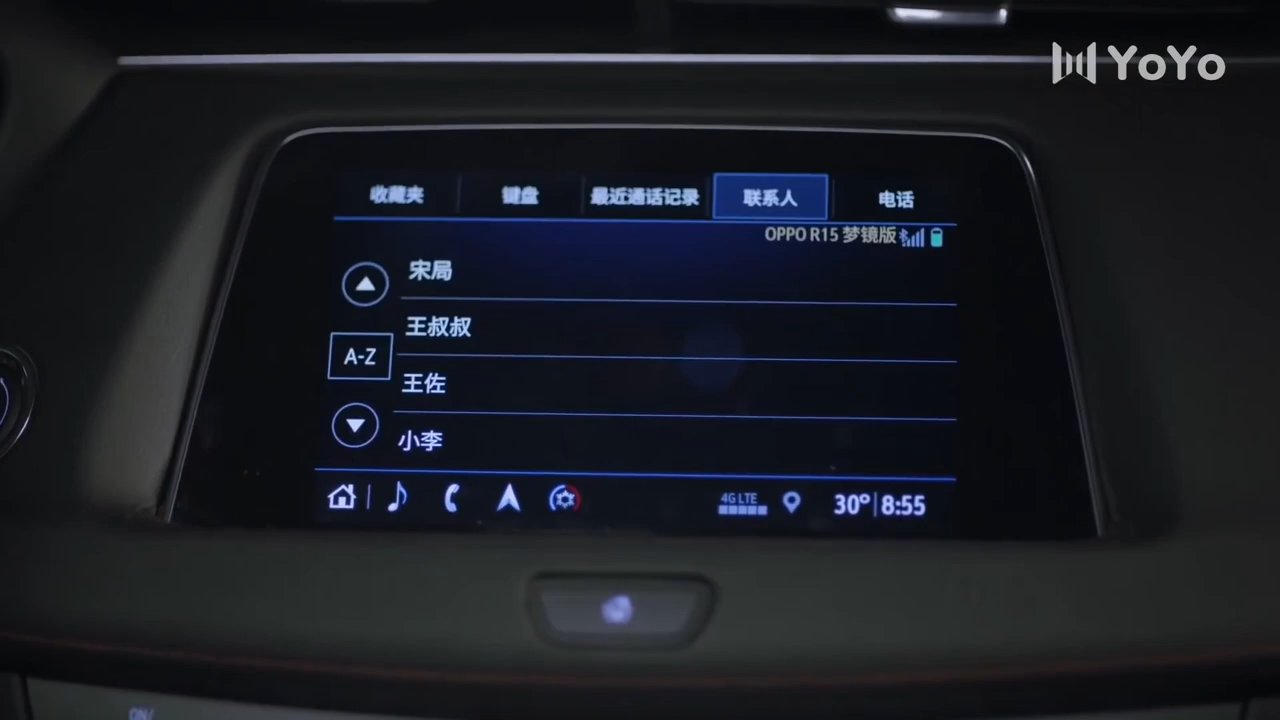 YoYo
收藏夹 键盘 最近通话记录 联系人 电话
OPPO R15 梦镜版
宋局
王叔叔
A-Z
王佐
小李
4G LTE 30° 8:55
ON/